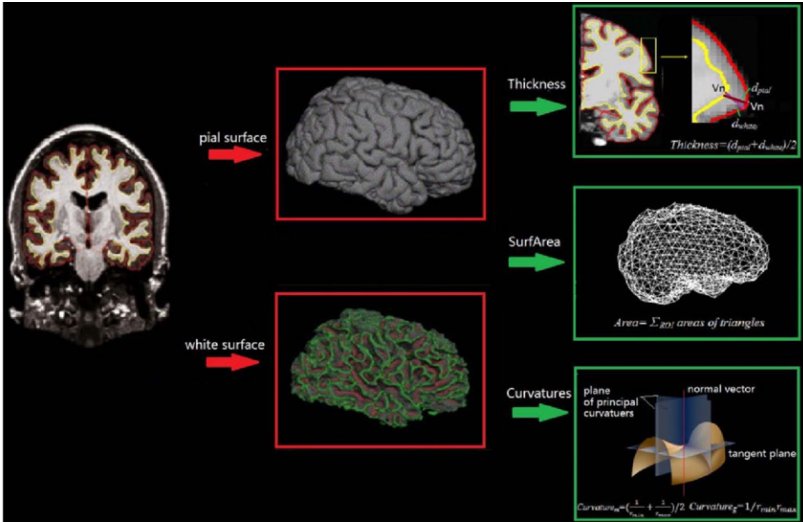 pial surface
white surface
Thickness
Vn
d_pial
Vn
d_white
Thickness=(d_pial+d_white)/2
SurfArea
Area= Σ_ROI areas of triangles
Curvatures
plane
of principal
curvatuers
normal vector
tangent plane
Curvature_m=(1/r_min + 1/r_max)/2 Curvature_g=1/r_min r_max